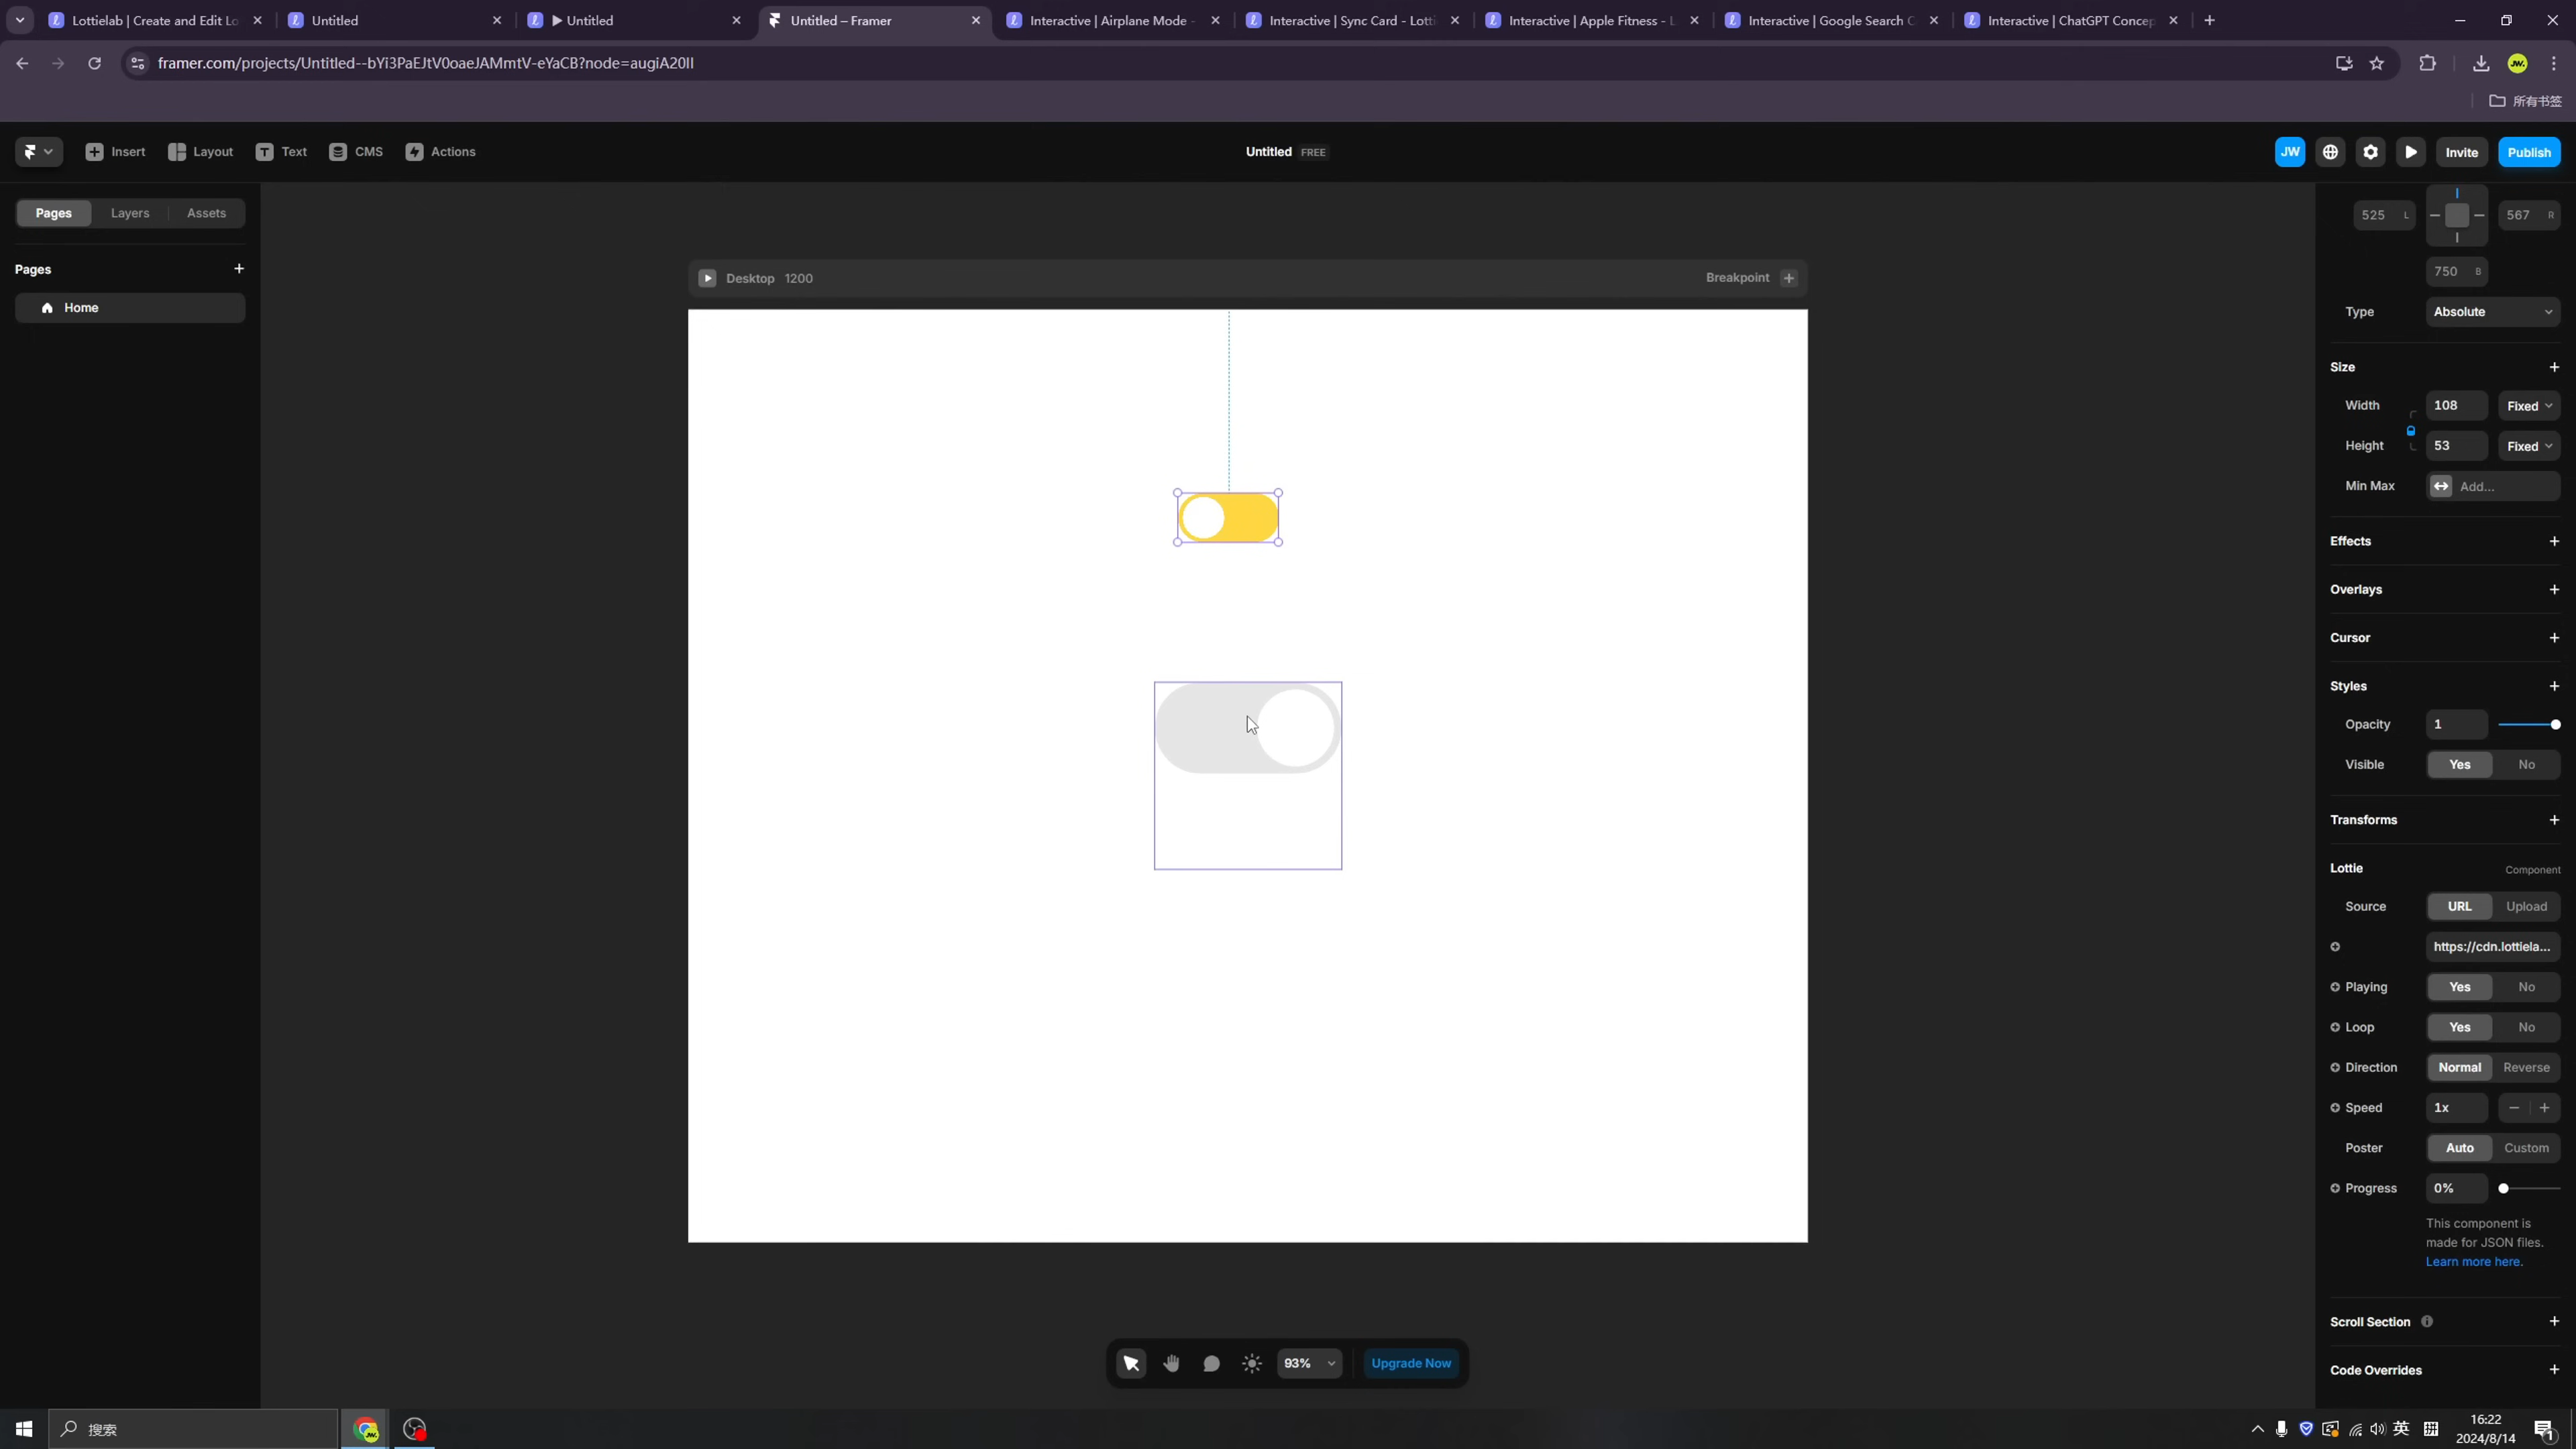 Lottielab | Create and Edit Lo
Untitled
Untitled
Untitled – Framer
Interactive | Airplane Mode -
Interactive | Sync Card - Lotti
Interactive | Apple Fitness - L
Interactive | Google Search C
Interactive | ChatGPT Concep
framer.com/projects/Untitled--bYi3PaEJtV0oaeJAMmtV-eYaCB?node=augiA20Il
JW.
所有书签
Insert
Layout
T Text
CMS
Actions
Untitled FREE
JW
Invite
Publish
Pages
Layers
Assets
Pages
Home
Desktop 1200
Breakpoint
525 L
567 R
750 B
Type Absolute
Size
Width 108 Fixed
Height 53 Fixed
Min Max Add...
Effects
Overlays
Cursor
Styles
Opacity 1
Visible Yes No
Transforms
Lottie Component
Source URL Upload
https://cdn.lottiela...
Playing Yes No
Loop Yes No
Direction Normal Reverse
Speed 1x
Poster Auto Custom
Progress 0%
This component is
made for JSON files.
Learn more here.
Scroll Section
Code Overrides
93%
Upgrade Now
搜索
英
拼
16:22
2024/8/14
1